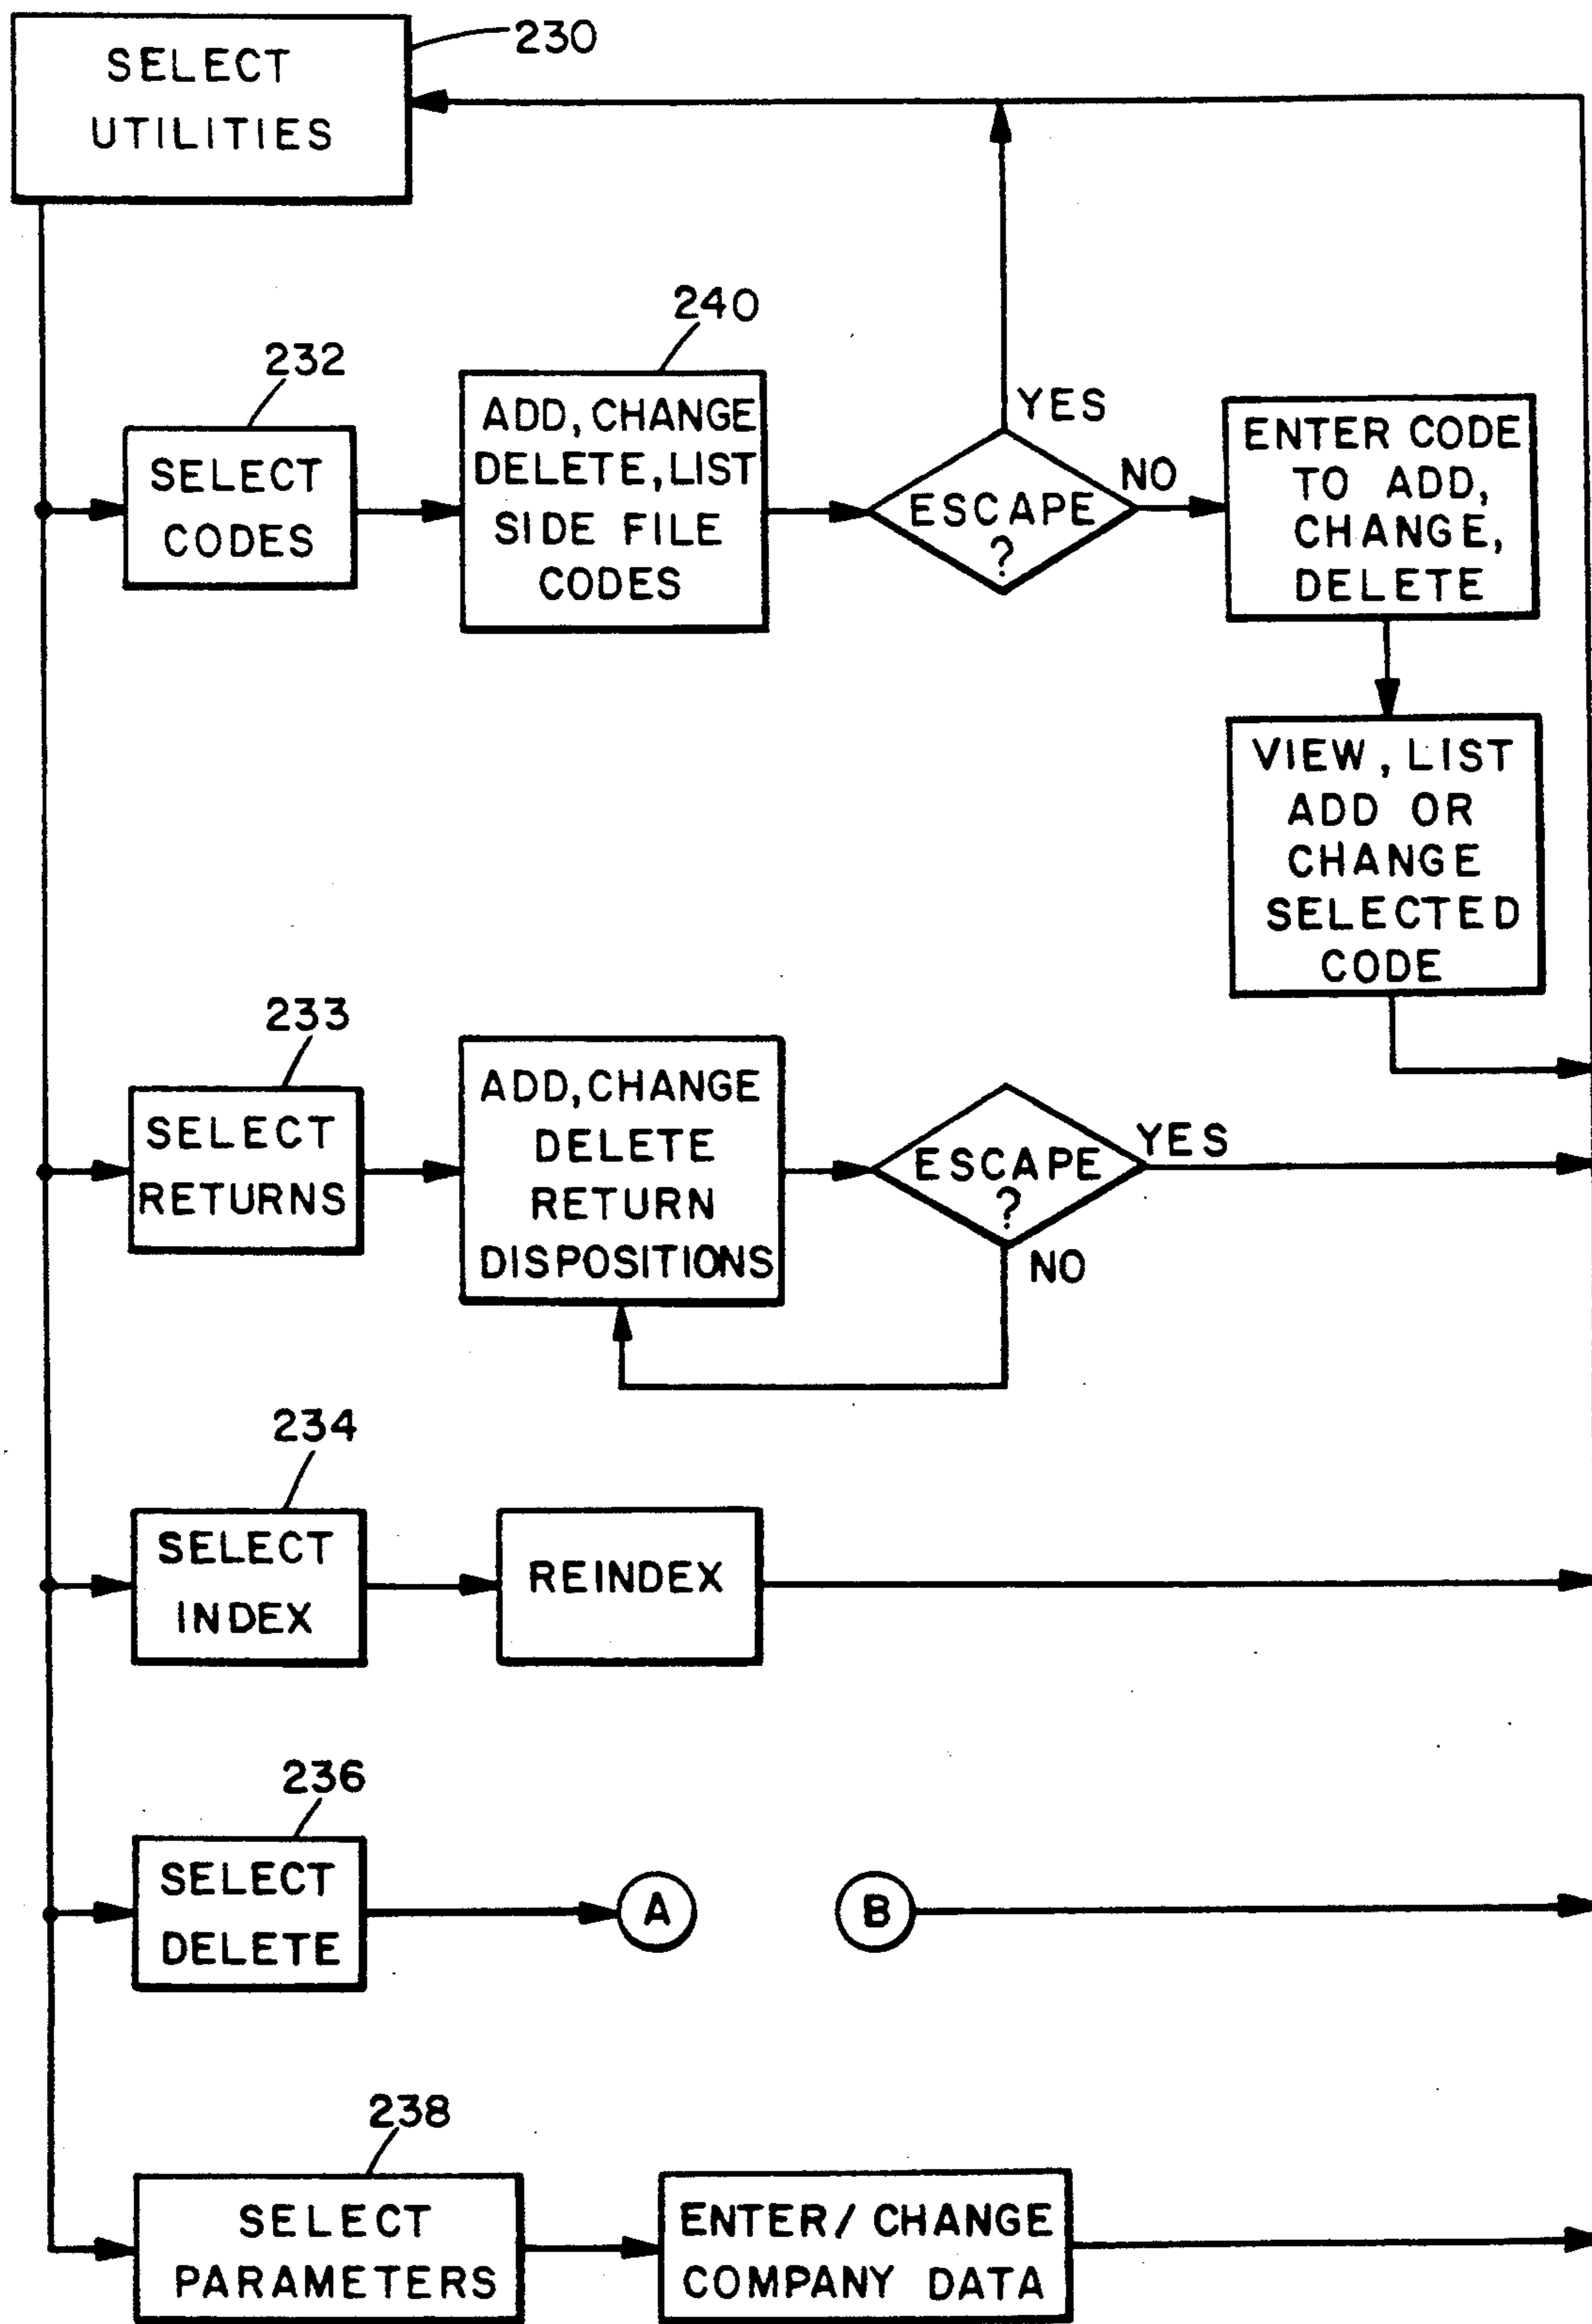 230
SELECT
UTILITIES
232
240
SELECT
CODES
ADD, CHANGE
DELETE, LIST
SIDE FILE
CODES
YES
ESCAPE
?
NO
ENTER CODE
TO ADD,
CHANGE,
DELETE
VIEW, LIST
ADD OR
CHANGE
SELECTED
CODE
233
SELECT
RETURNS
ADD, CHANGE
DELETE
RETURN
DISPOSITIONS
ESCAPE
?
YES
NO
234
SELECT
INDEX
REINDEX
236
SELECT
DELETE
A
B
238
SELECT
PARAMETERS
ENTER/ CHANGE
COMPANY DATA